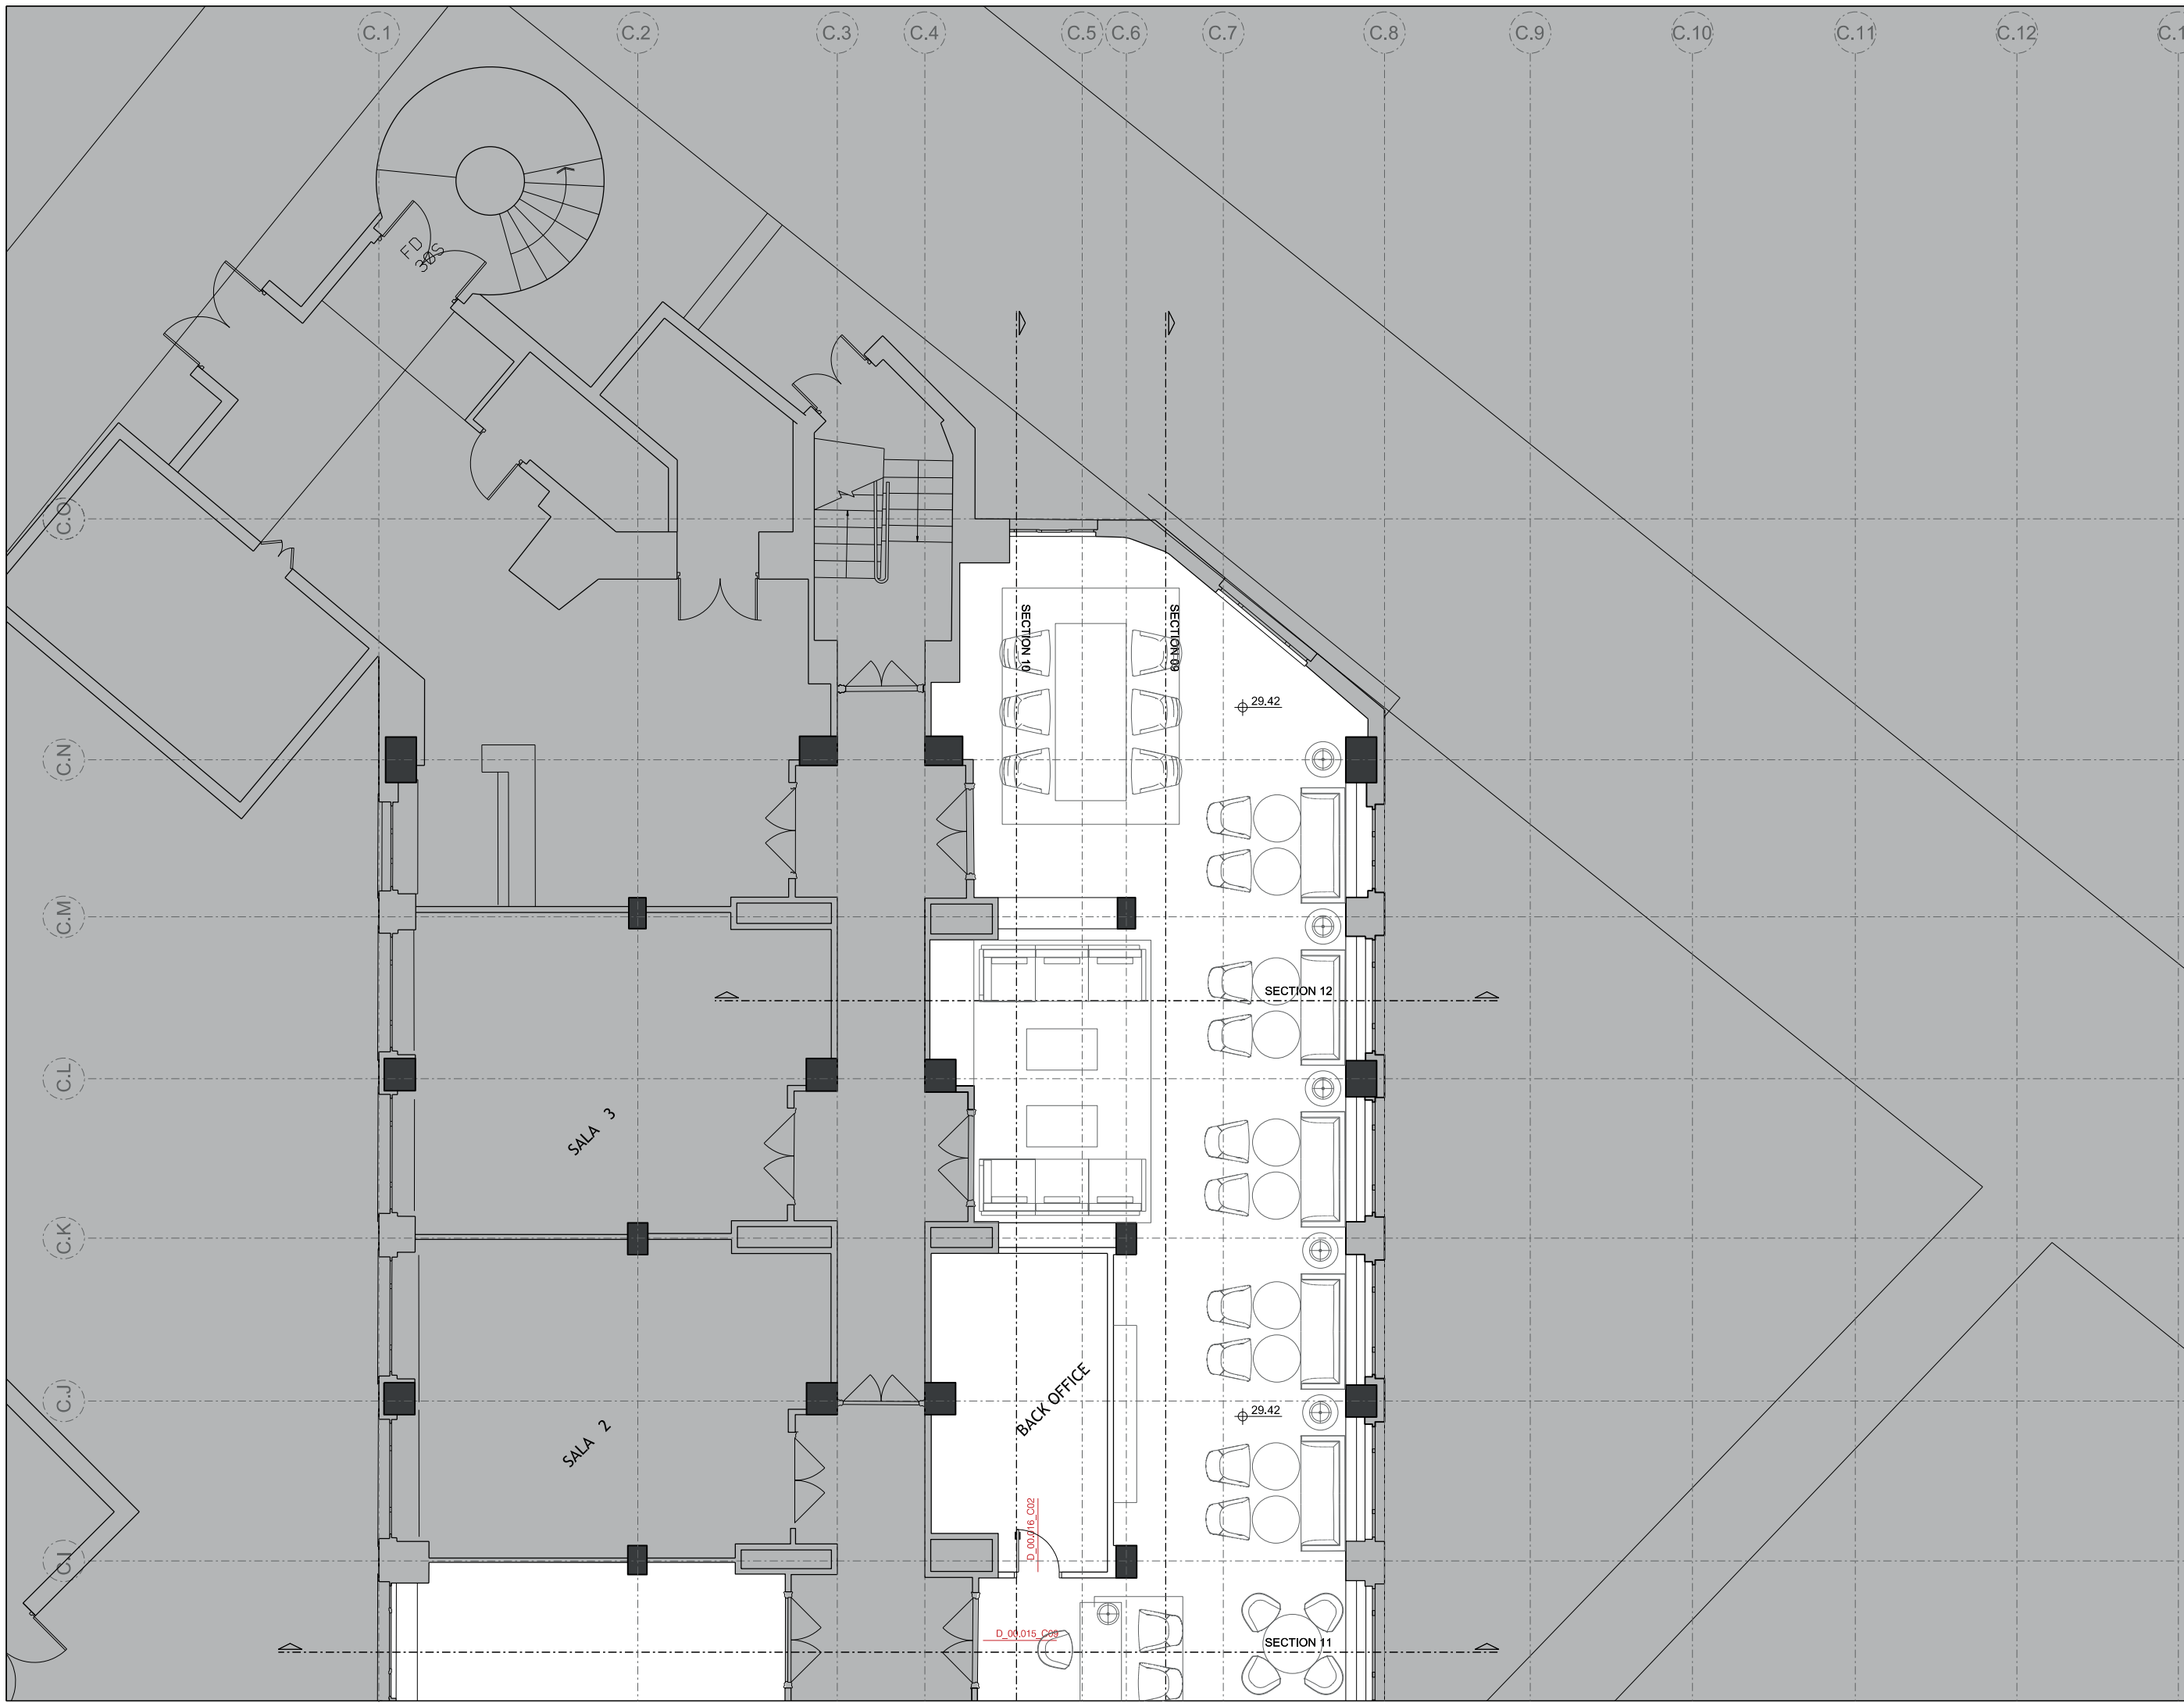 C.1
C.2
C.3
C.4
C.5
C.6
C.7
C.8
C.9
C.10
C.11
C.12
FD
30S
C.O
SECTION 10
SECTION 09
29.42
C.N
C.M
SECTION 12
C.L
SALA 3
C.K
C.J
BACK OFFICE
29.42
SALA 2
D_00.016_C02
C.I
D_00.015_C09
SECTION 11